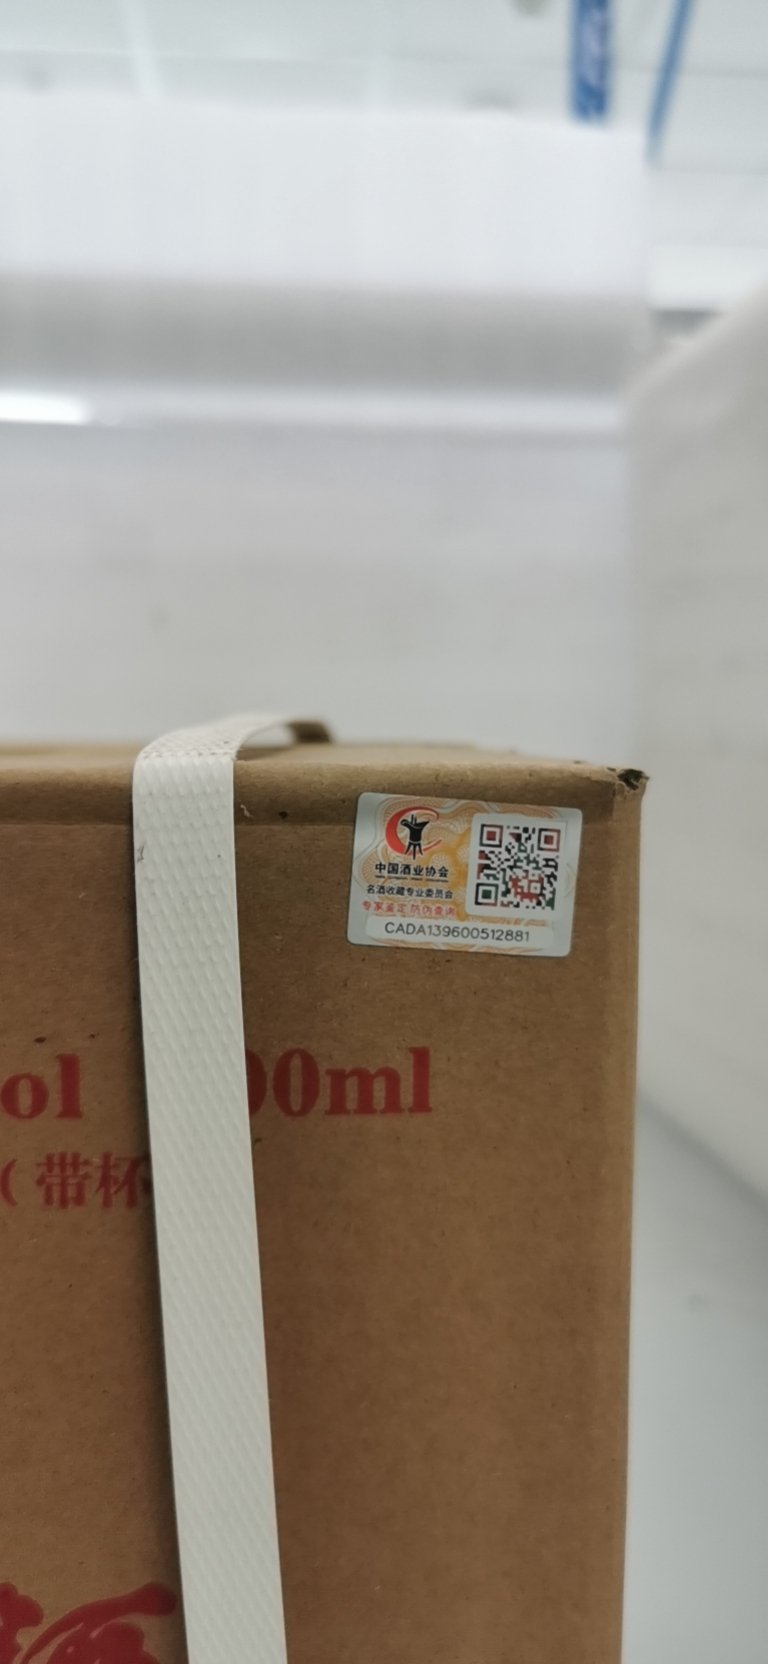 中国酒业协会
名酒收藏专业委员会
专家鉴定 防伪查询
CADA139600512881
ol 00ml
(带杯